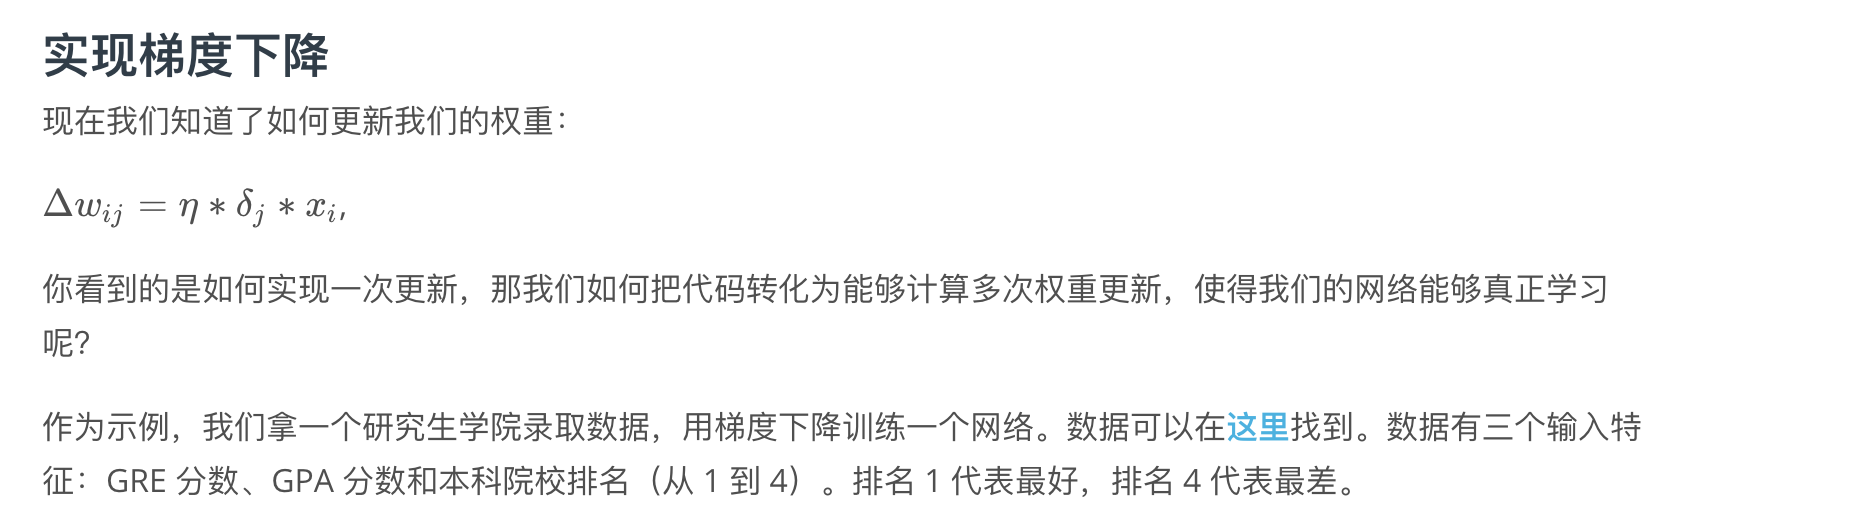 实现梯度下降
现在我们知道了如何更新我们的权重：
Δw_{ij} = η * δ_j * x_i,
你看到的是如何实现一次更新，那我们如何把代码转化为能够计算多次权重更新，使得我们的网络能够真正学习
呢？
作为示例，我们拿一个研究生学院录取数据，用梯度下降训练一个网络。数据可以在这里找到。数据有三个输入特
征：GRE 分数、GPA 分数和本科院校排名（从 1 到 4）。排名 1 代表最好，排名 4 代表最差。